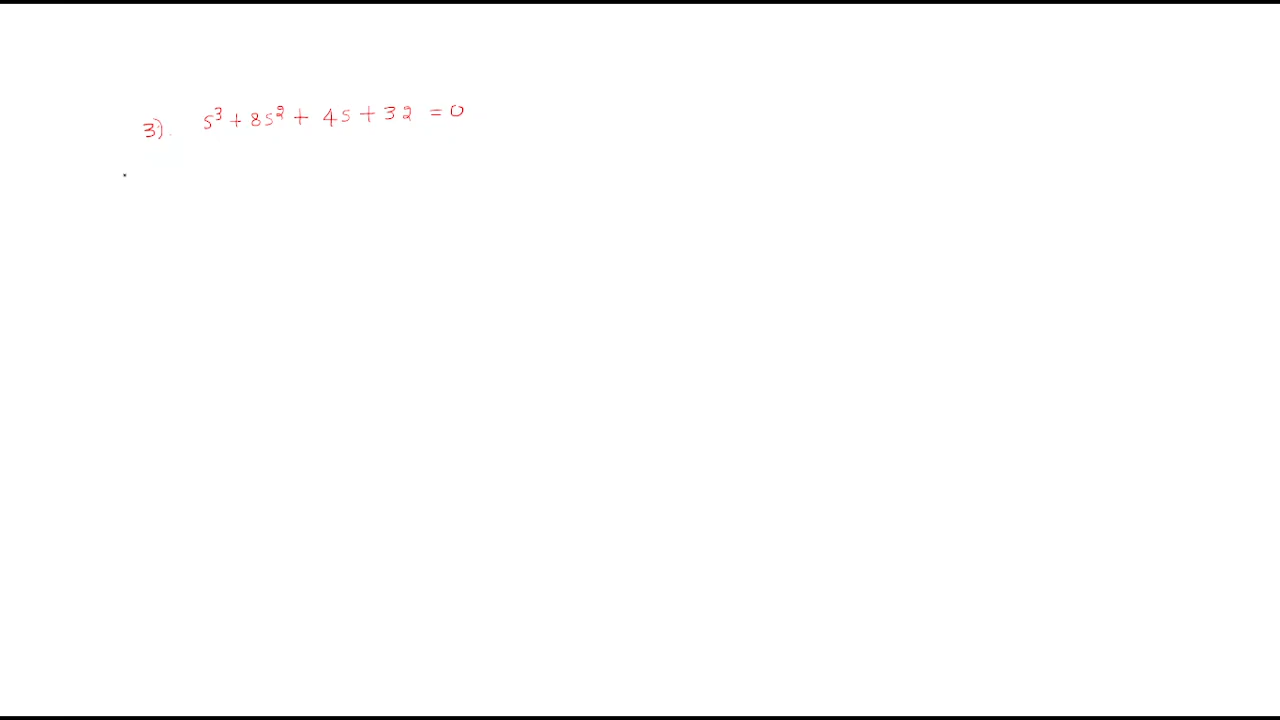 3). s³ + 8s² + 4s + 32 = 0